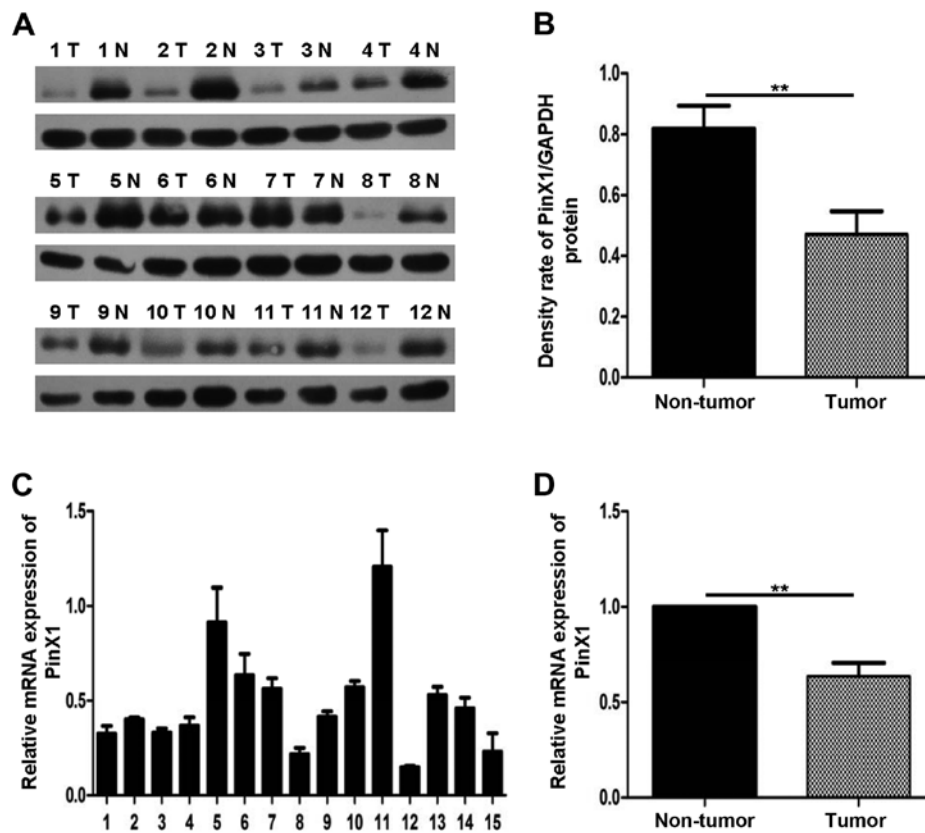 A
1 T 1 N 2 T 2 N 3 T 3 N 4 T 4 N
5 T 5 N 6 T 6 N 7 T 7 N 8 T 8 N
9 T 9 N 10 T 10 N 11 T 11 N 12 T 12 N
B
Density rate of PinX1/GAPDH
protein
1.0
0.8
0.6
0.4
0.2
0.0
**
Non-tumor Tumor
C
Relative mRNA expression of
PinX1
1.5
1.0
0.5
0.0
1 2 3 4 5 6 7 8 9 10 11 12 13 14 15
D
Relative mRNA expression of
PinX1
1.5
1.0
0.5
0.0
**
Non-tumor Tumor